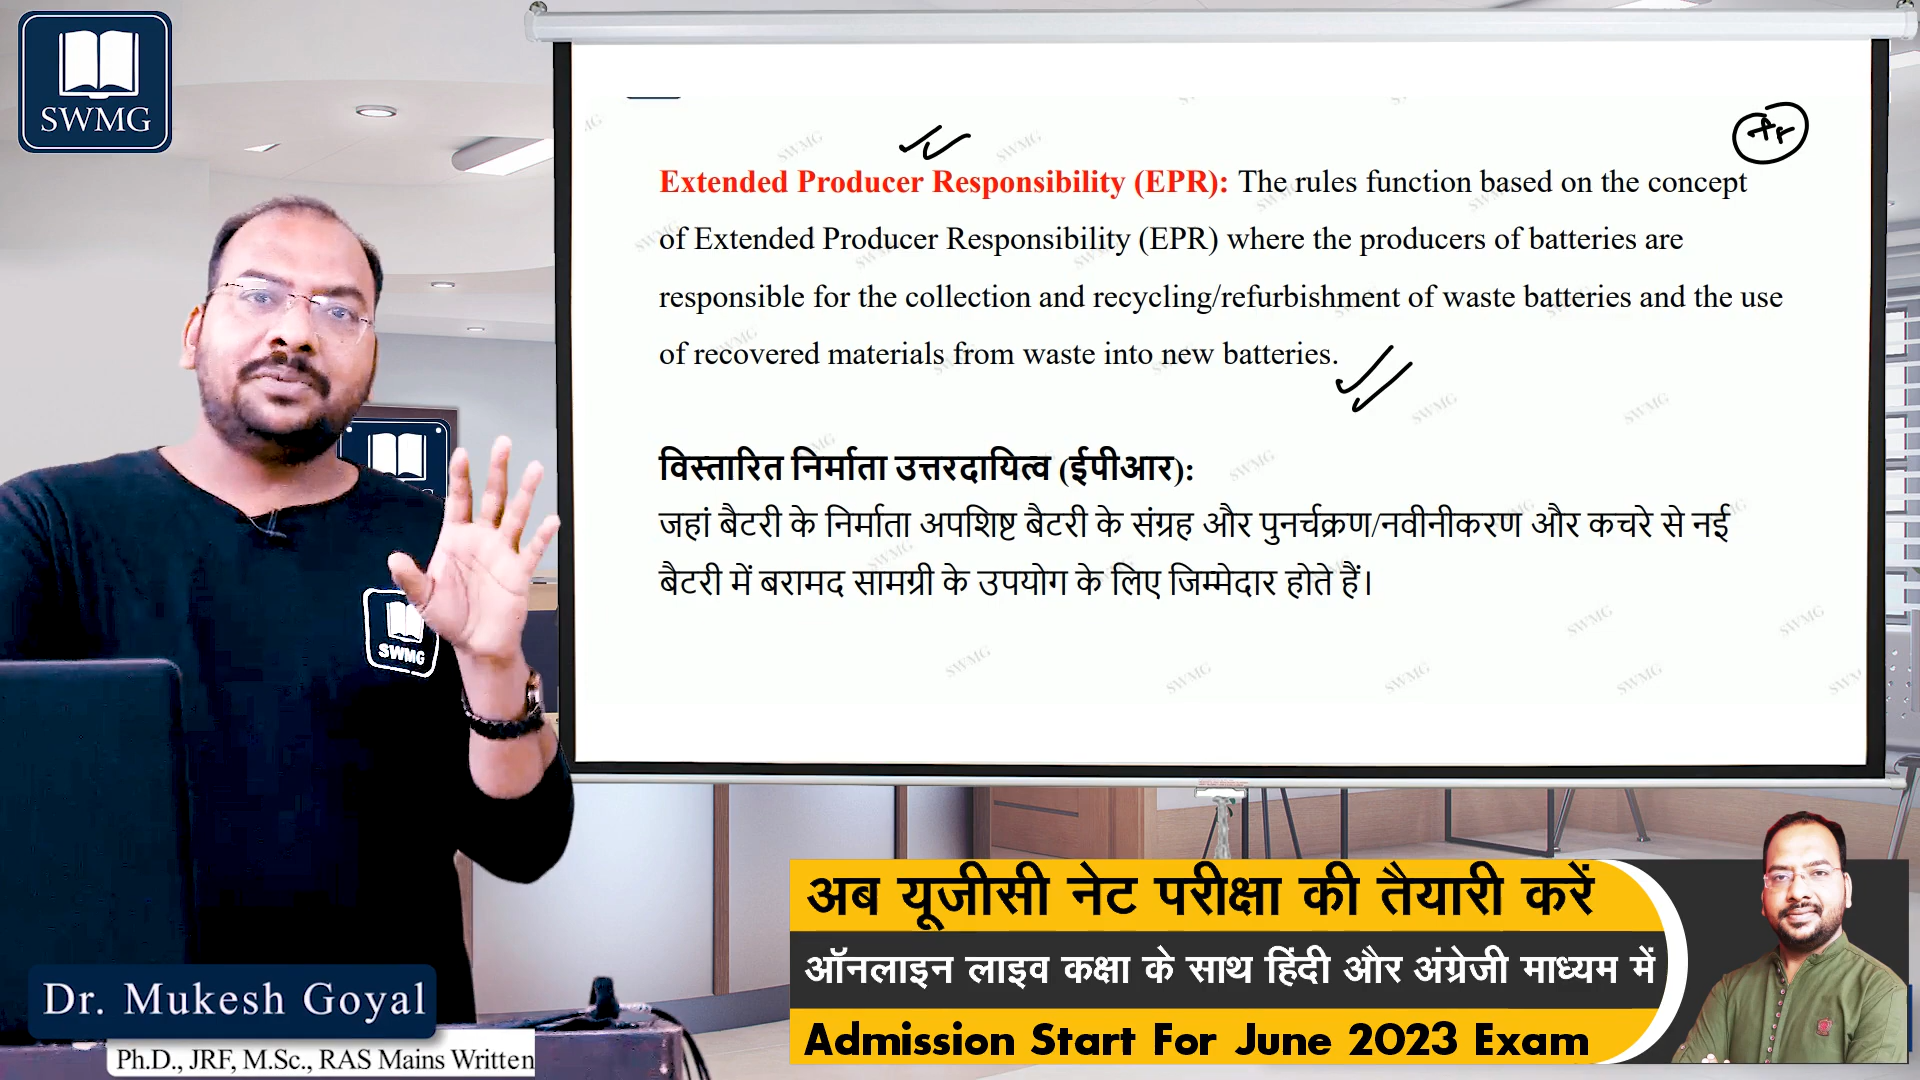 SWMG
Extended Producer Responsibility (EPR): The rules function based on the concept
of Extended Producer Responsibility (EPR) where the producers of batteries are
responsible for the collection and recycling/refurbishment of waste batteries and the use
of recovered materials from waste into new batteries.
विस्तारित निर्माता उत्तरदायित्व (ईपीआर):
जहां बैटरी के निर्माता अपशिष्ट बैटरी के संग्रह और पुनर्चक्रण/नवीनीकरण और कचरे से नई
बैटरी में बरामद सामग्री के उपयोग के लिए जिम्मेदार होते हैं।
SWMG
Dr. Mukesh Goyal
Ph.D., JRF, M.Sc., RAS Mains Written
अब यूजीसी नेट परीक्षा की तैयारी करें
ऑनलाइन लाइव कक्षा के साथ हिंदी और अंग्रेजी माध्यम में
Admission Start For June 2023 Exam